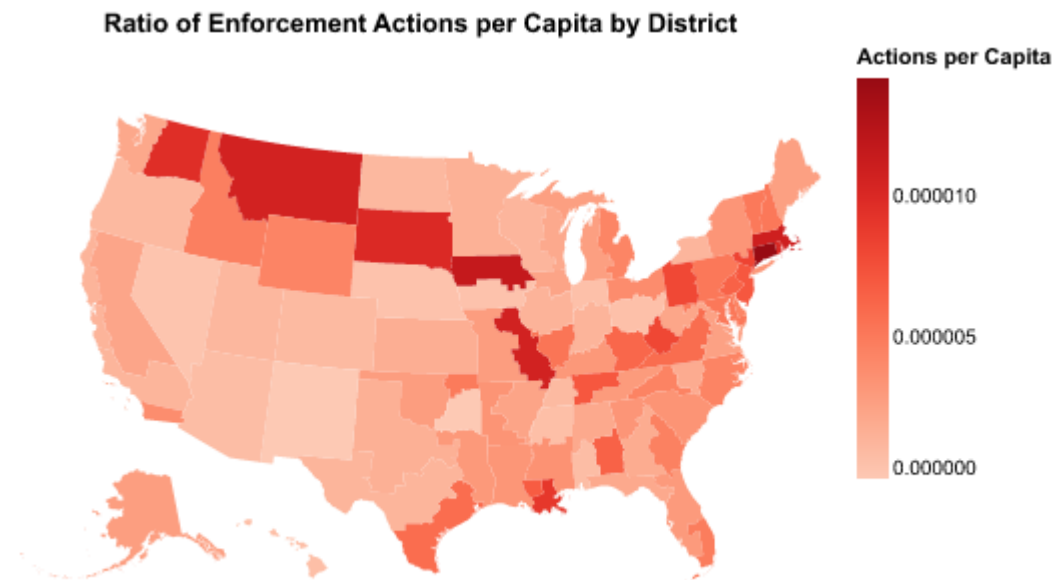 Ratio of Enforcement Actions per Capita by District
Actions per Capita
0.000010
0.000005
0.000000